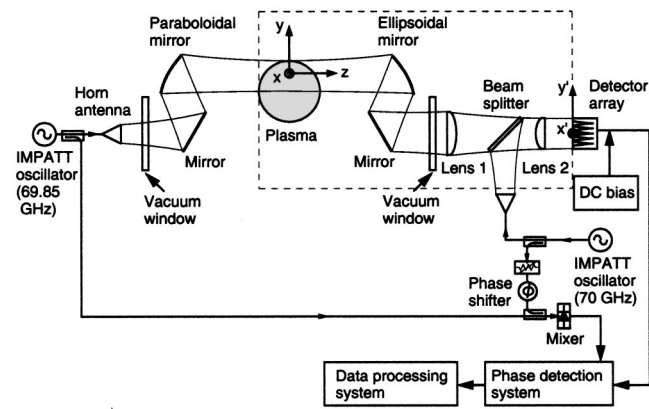 Paraboloidal
mirror
y
Ellipsoidal
mirror
x
z
Plasma
Horn
antenna
IMPATT
oscillator
(69.85
GHz)
Mirror
Vacuum
window
Mirror
Vacuum
window
Lens 1
Beam
splitter
Lens 2
y'
x'
Detector
array
DC bias
IMPATT
oscillator
(70 GHz)
Phase
shifter
Φ
Mixer
Data processing
system
Phase detection
system